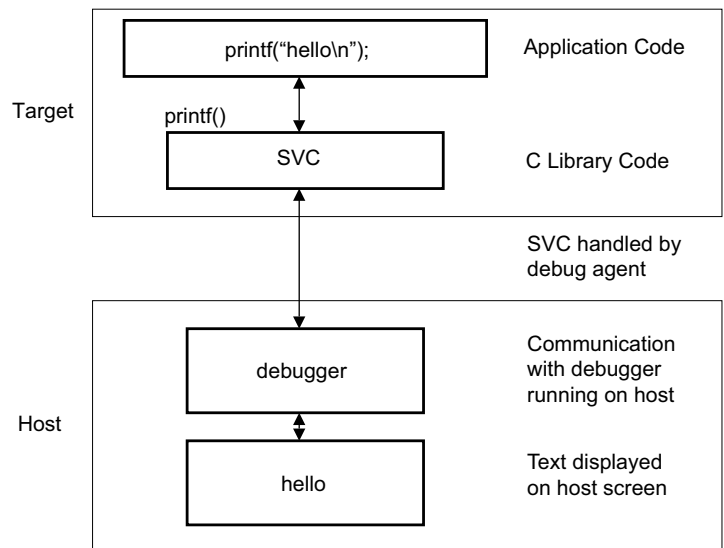 printf(“hello\n”);
Application Code
Target
printf()
SVC
C Library Code
SVC handled by
debug agent
debugger
Communication
with debugger
running on host
Host
hello
Text displayed
on host screen